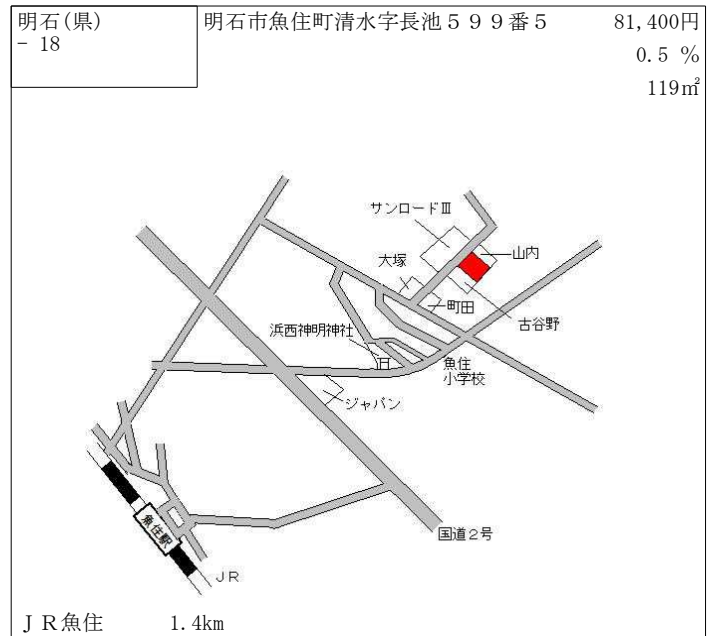 明石(県)
- 18
明石市魚住町清水字長池５９９番５
81,400円
0.5 %
119㎡
サンロードⅢ
山内
大塚
町田
古谷野
浜西神明神社
魚住
小学校
ジャパン
魚住駅
国道２号
ＪＲ
ＪＲ魚住 1.4km